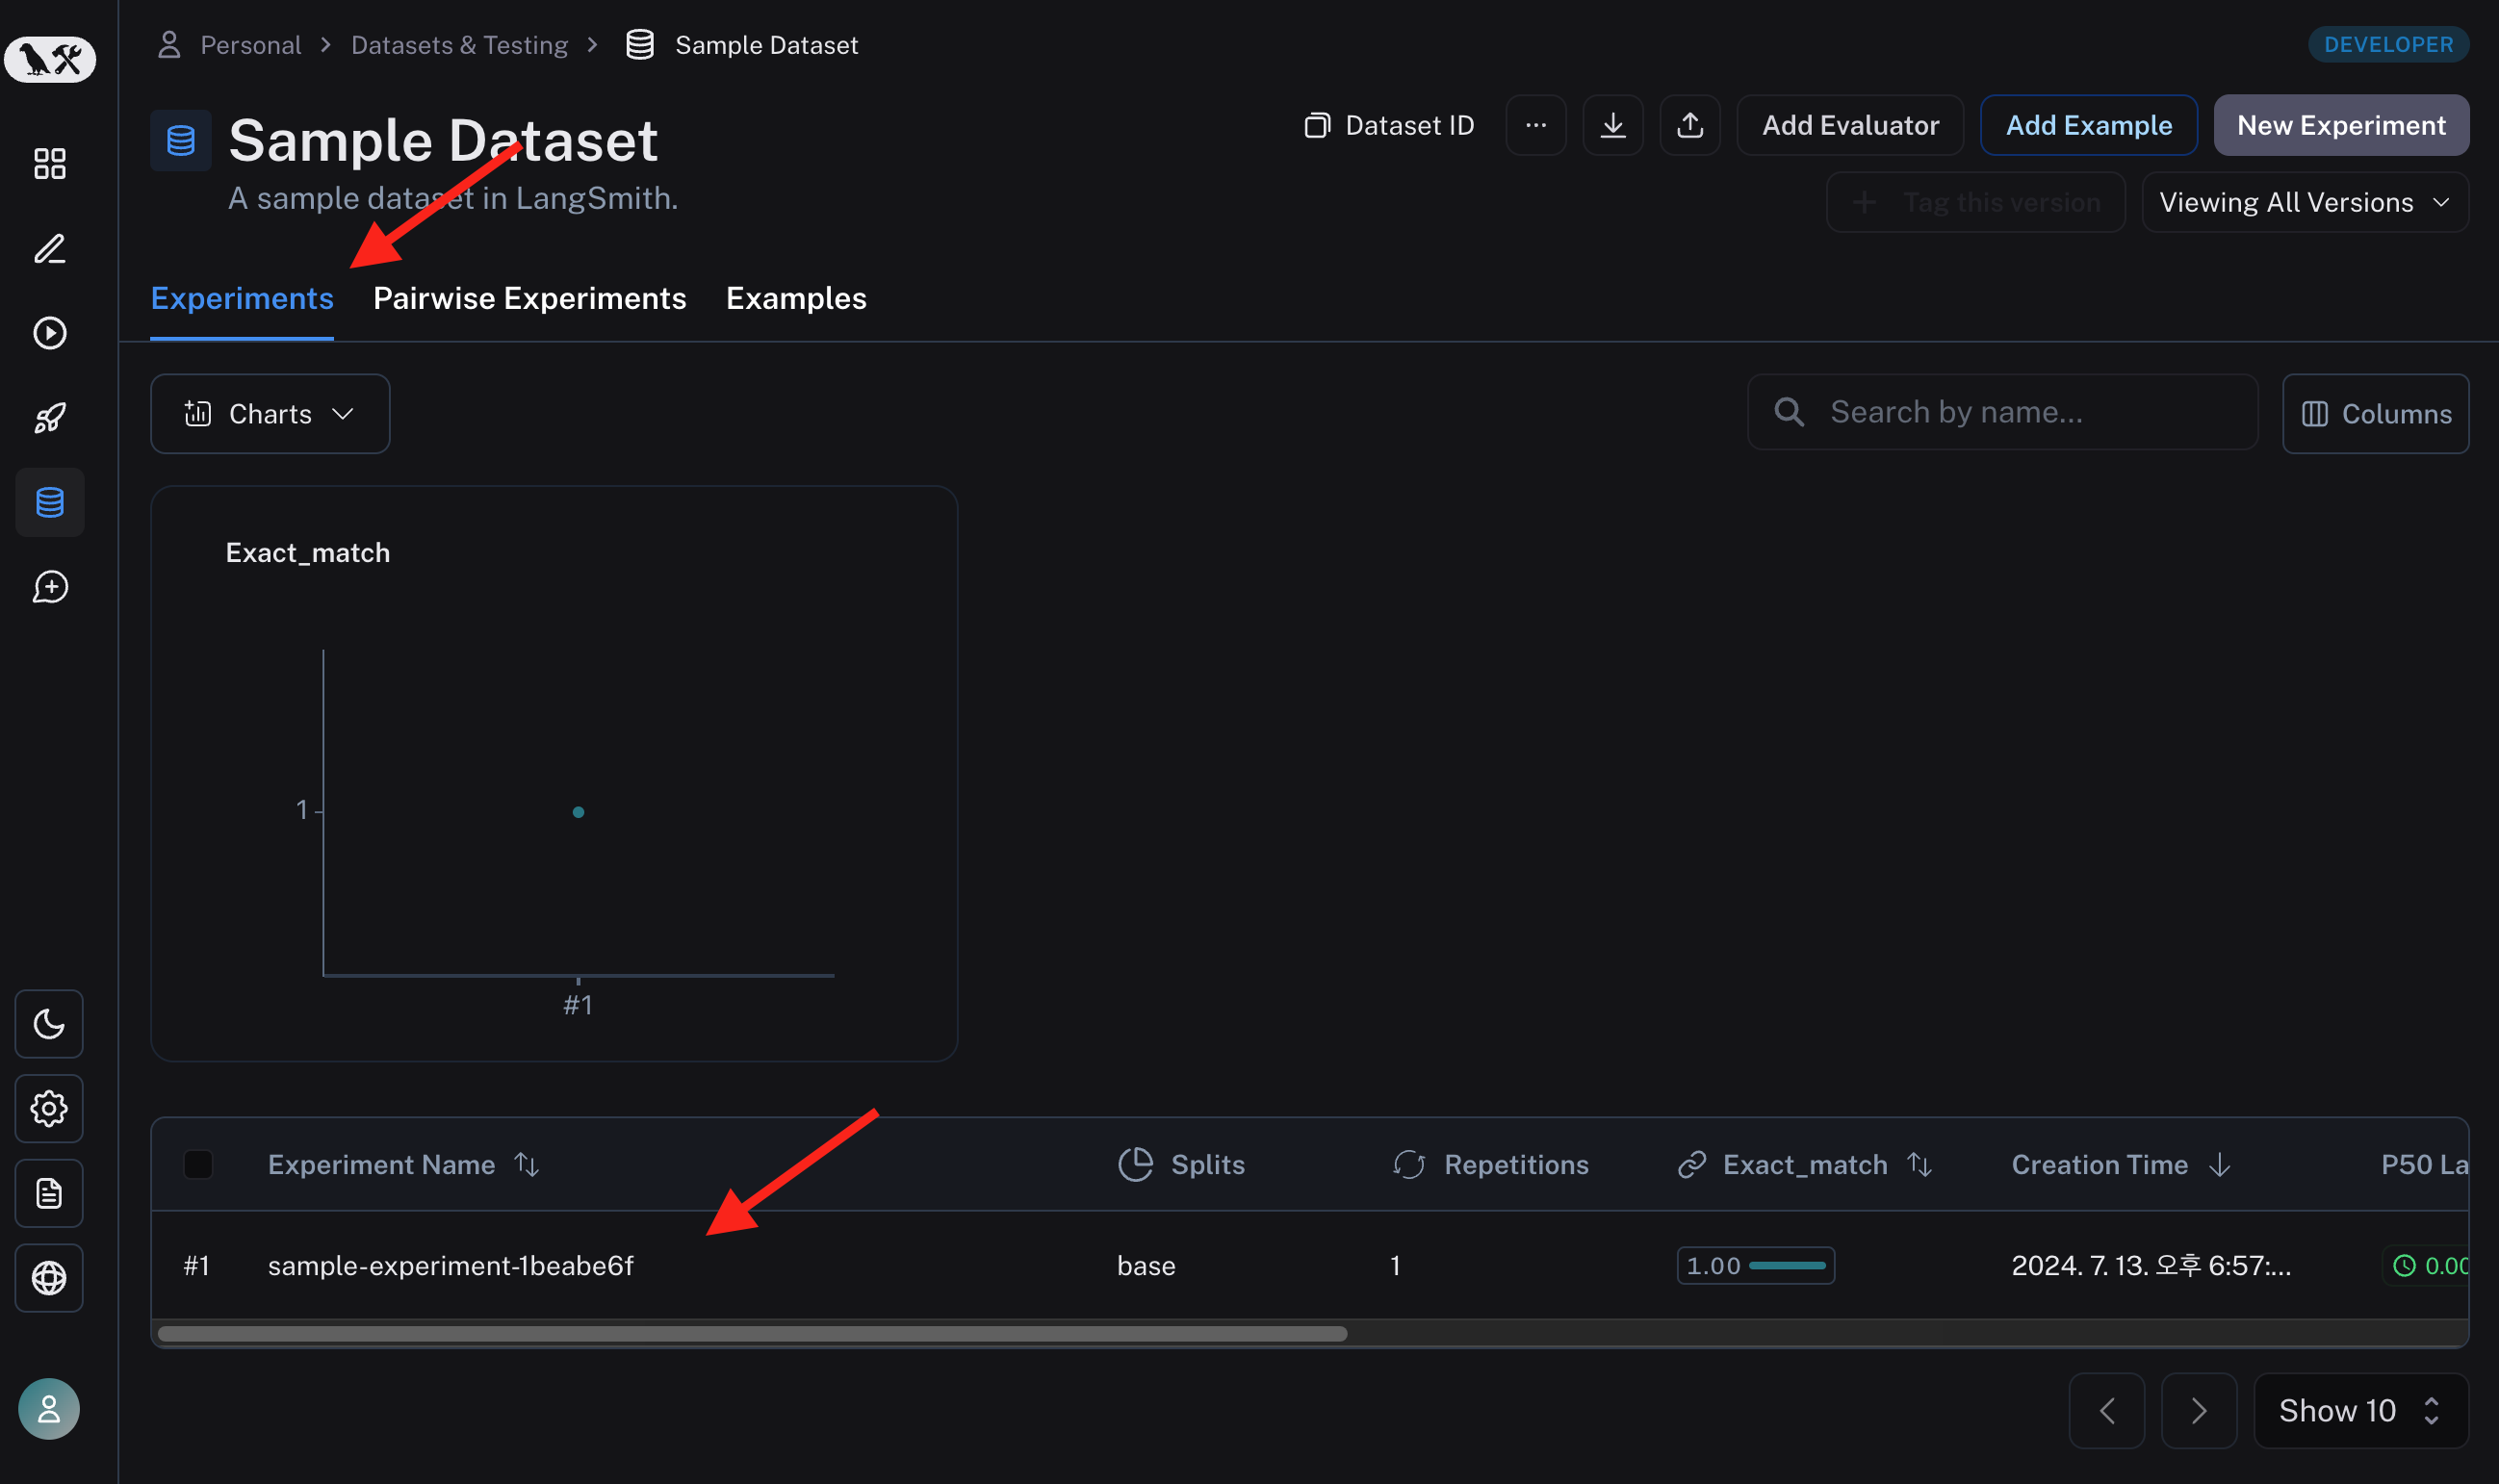 Personal > Datasets & Testing > Sample Dataset
DEVELOPER
Sample Dataset
A sample dataset in LangSmith.
Dataset ID
Add Evaluator
Add Example
New Experiment
+ Tag this version
Viewing All Versions
Experiments
Pairwise Experiments
Examples
Charts
Search by name...
Columns
Exact_match
1
#1
Experiment Name Splits Repetitions Exact_match Creation Time P50 La
#1 sample-experiment-1beabe6f base 1 1.00 2024. 7. 13. 오후 6:57:... 0.00
Show 10